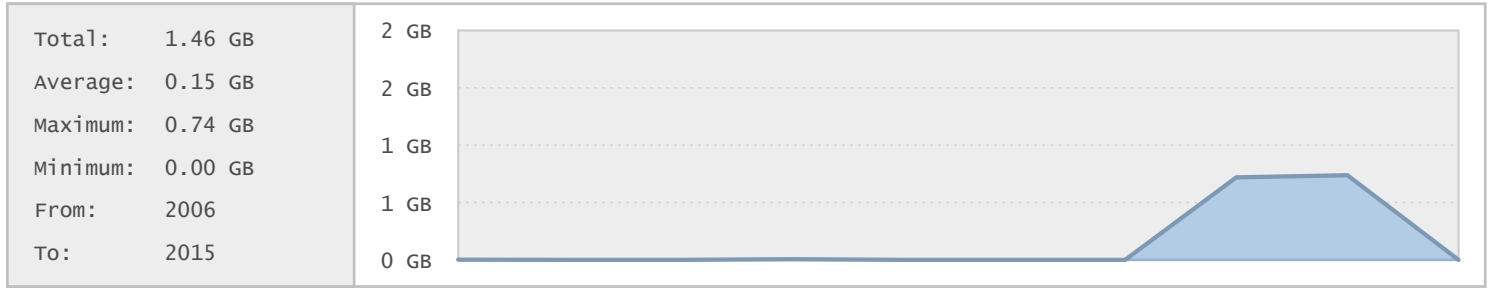 Total: 1.46 GB
Average: 0.15 GB
Maximum: 0.74 GB
Minimum: 0.00 GB
From: 2006
To: 2015
2 GB
2 GB
1 GB
1 GB
0 GB